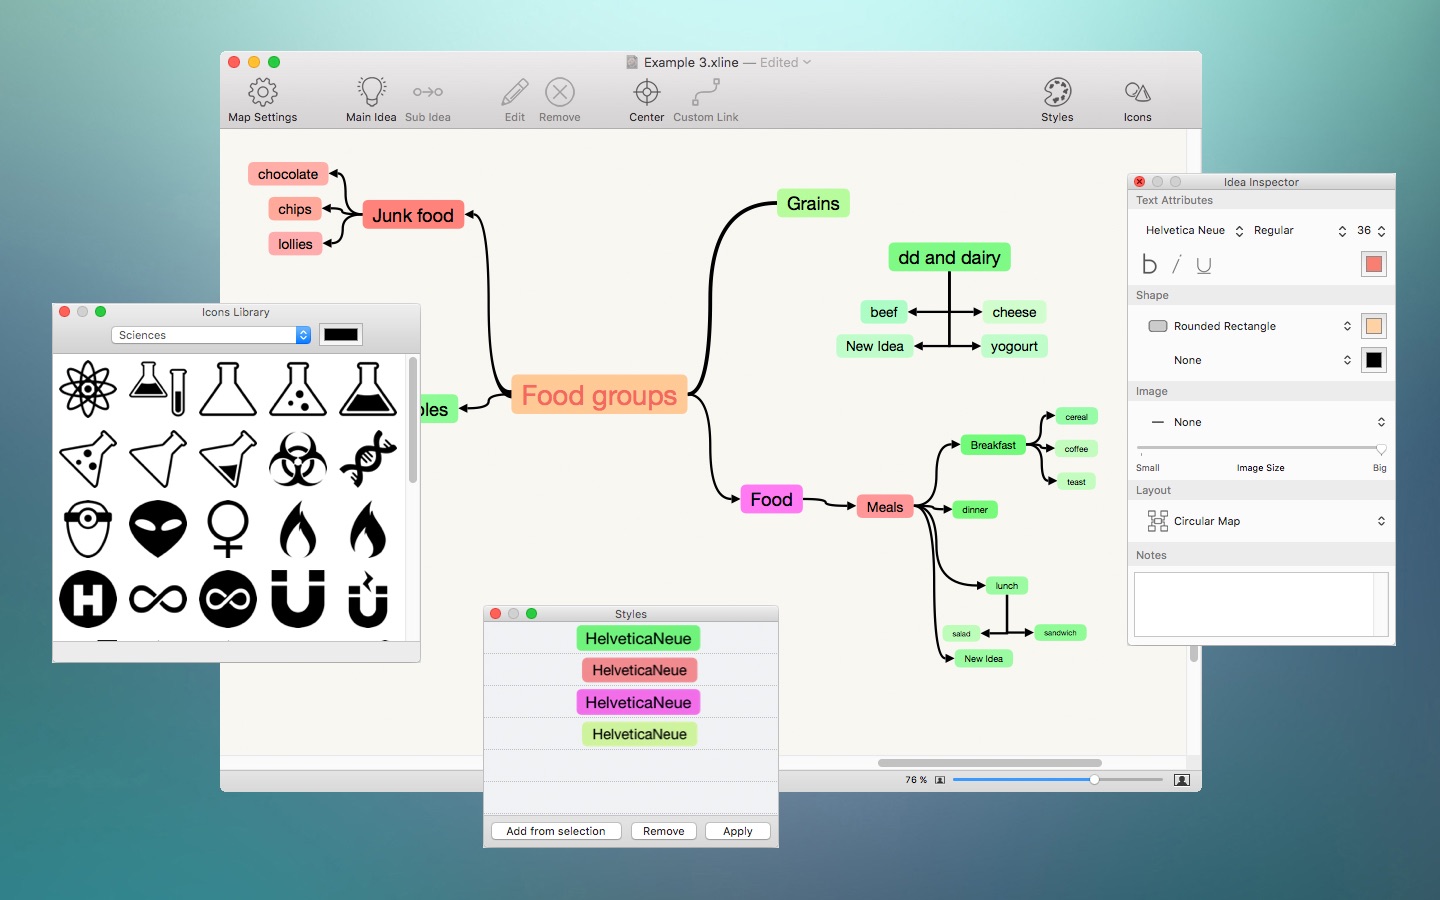 Example 3.xline — Edited
Map Settings
Main Idea
Sub Idea
Edit
Remove
Center
Custom Link
Styles
Icons
chocolate
chips
lollies
Junk food
Grains
dd and dairy
beef
cheese
New Idea
yogourt
bles
Food groups
Food
Meals
Breakfast
cereal
coffee
teast
dinner
lunch
salad
sandwich
New Idea
76 %
Icons Library
Sciences
H
Styles
HelveticaNeue
HelveticaNeue
HelveticaNeue
HelveticaNeue
Add from selection
Remove
Apply
Idea Inspector
Text Attributes
Helvetica Neue
Regular
36
b i U
Shape
Rounded Rectangle
None
Image
None
Small
Image Size
Big
Layout
Circular Map
Notes